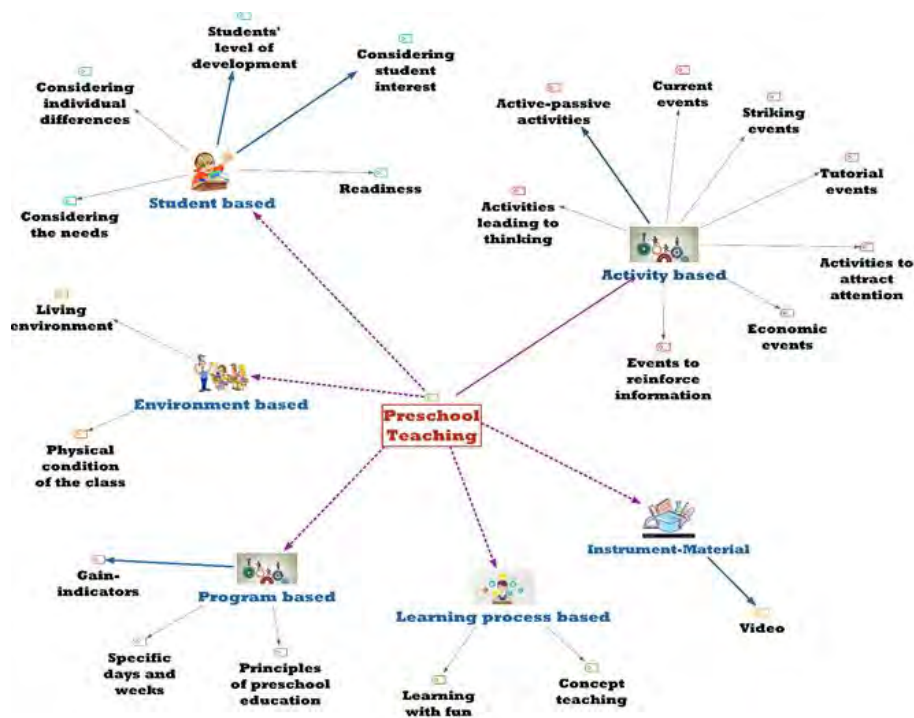 Students'
level of
development
Considering
student
interest
Considering
individual
differences
Considering
the needs
Readiness
Student based
Active-passive
activities
Current
events
Striking
events
Tutorial
events
Activities
leading to
thinking
Activity based
Activities to
attract
attention
Economic
events
Events to
reinforce
information
Living
environment
Environment based
Physical
condition
of the class
Preschool
Teaching
Instrument-Material
Video
Gain-
indicators
Program based
Specific
days and
weeks
Principles
of preschool
education
Learning process based
Learning
with fun
Concept
teaching